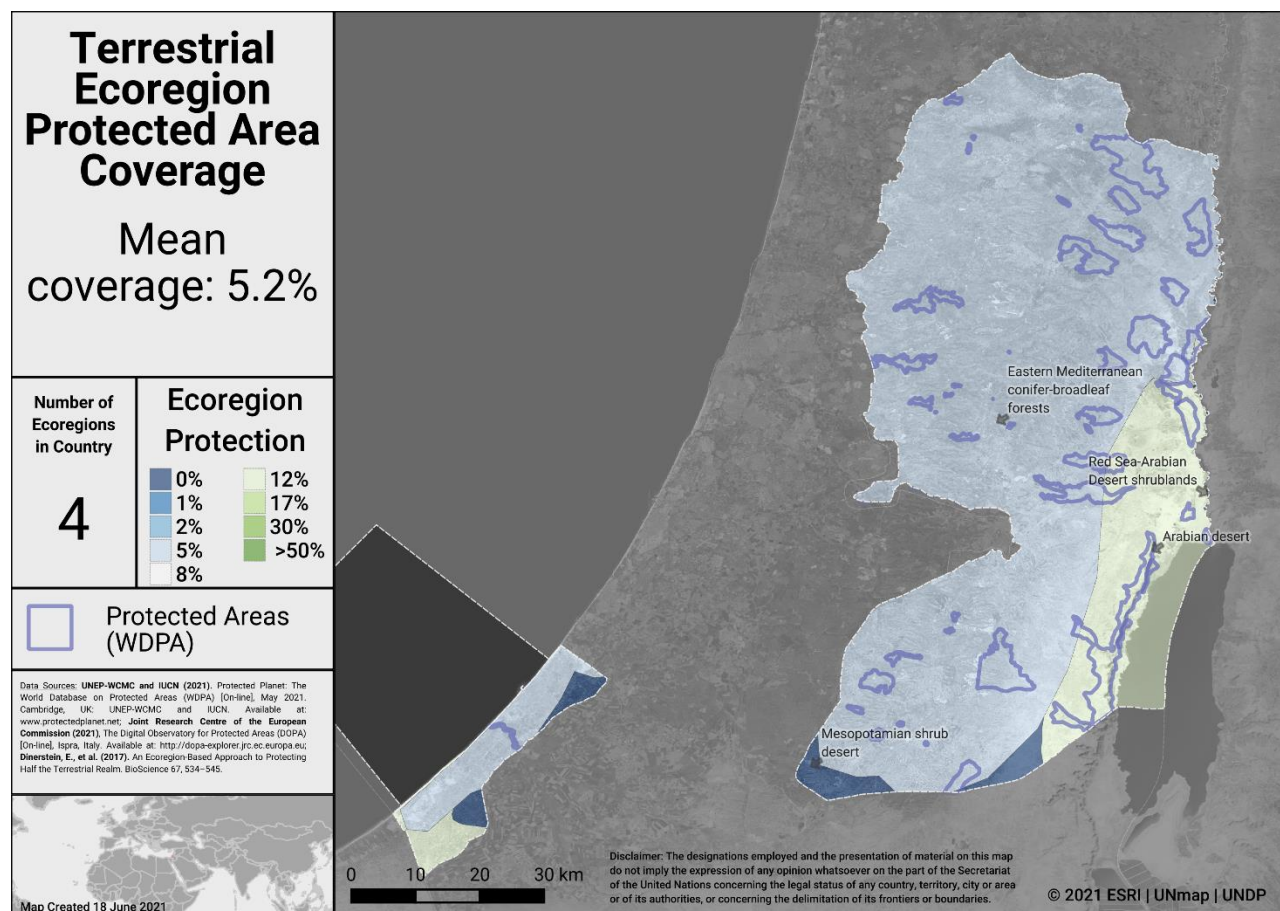 Terrestrial
Ecoregion
Protected Area
Coverage
Mean
coverage: 5.2%
Number of
Ecoregions
in Country
4
Ecoregion
Protection
0%
1%
2%
5%
8%
12%
17%
30%
>50%
Protected Areas
(WDPA)
Data Sources: UNEP-WCMC and IUCN (2021). Protected Planet: The
World Database on Protected Areas (WDPA) [On-line], May 2021.
Cambridge, UK: UNEP-WCMC and IUCN. Available at:
www.protectedplanet.net; Joint Research Centre of the European
Commission (2021), The Digital Observatory for Protected Areas (DOPA)
[On-line], Ispra, Italy. Available at: http://dopa-explorer.jrc.ec.europa.eu;
Dinerstein, E., et al. (2017). An Ecoregion-Based Approach to Protecting
Half the Terrestrial Realm. BioScience 67, 534–545.
Map Created 18 June 2021
Eastern Mediterranean
conifer-broadleaf
forests
Red Sea-Arabian
Desert shrublands
Arabian desert
Mesopotamian shrub
desert
0 10 20 30 km
Disclaimer: The designations employed and the presentation of material on this map
do not imply the expression of any opinion whatsoever on the part of the Secretariat
of the United Nations concerning the legal status of any country, territory, city or area
or of its authorities, or concerning the delimitation of its frontiers or boundaries.
© 2021 ESRI | UNmap | UNDP